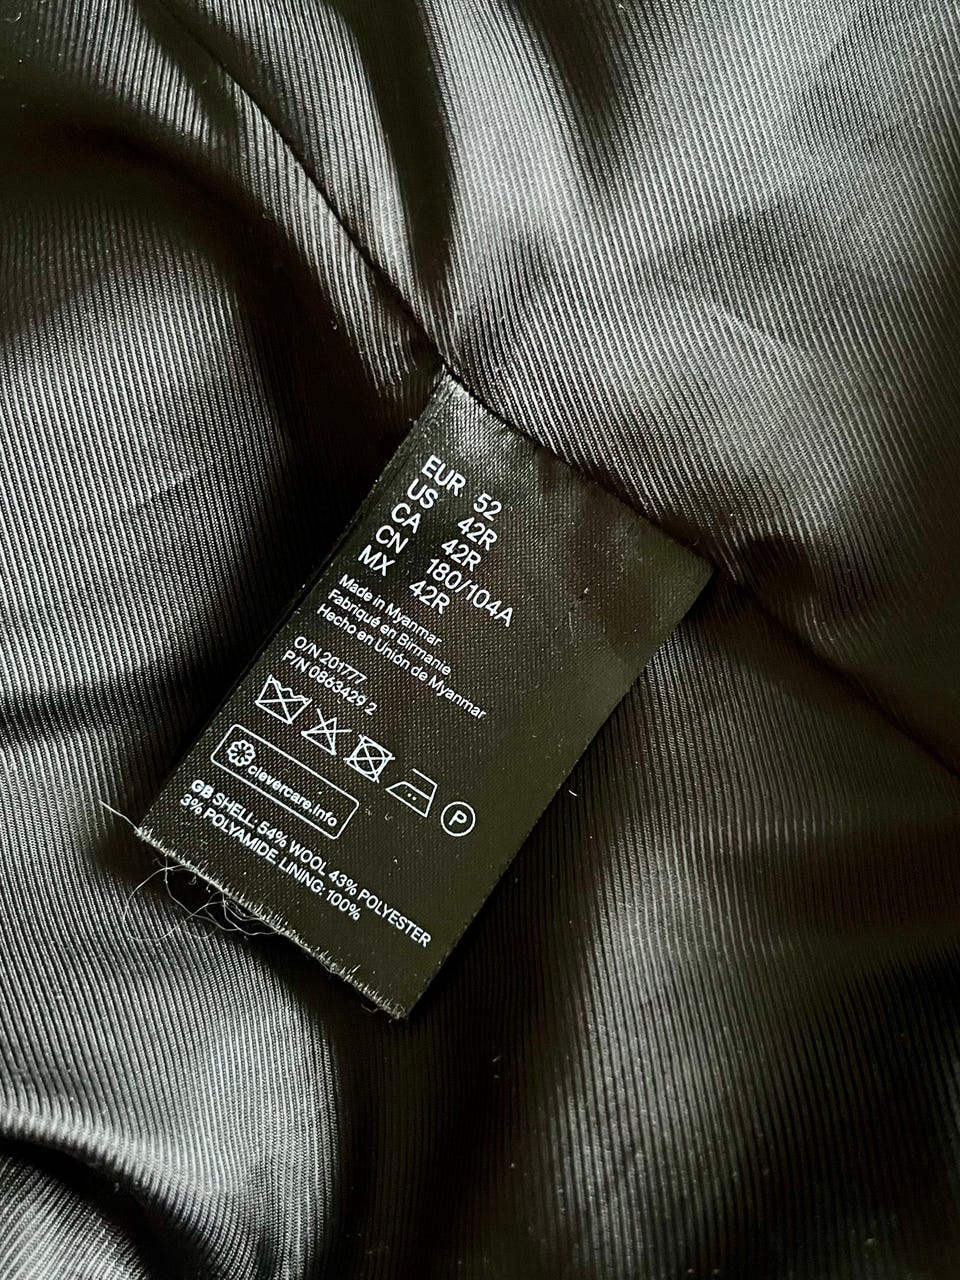 EUR 52
US 42R
CA 42R
CN 180/104A
MX 42R
Made in Myanmar
Fabriqué en Birmanie
Hecho en Unión de Myanmar
O/N 201777
P/N 0863429 2
P
clevercare.info
GB SHELL: 54% WOOL 43% POLYESTER
3% POLYAMIDE. LINING: 100%